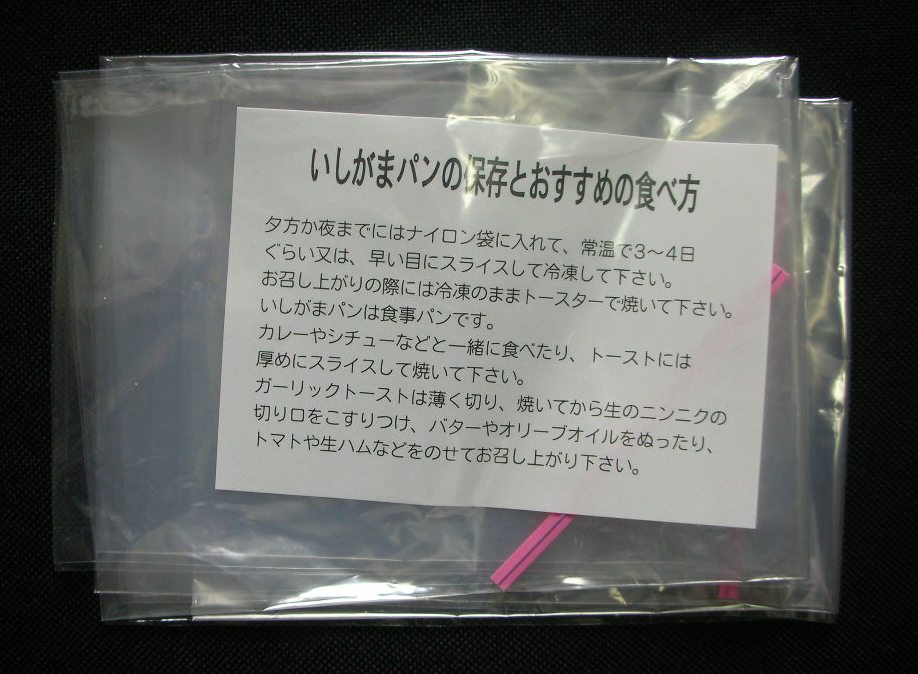 いしがまパンの保存とおすすめの食べ方
夕方か夜までにはナイロン袋に入れて、常温で3〜4日
ぐらい又は、早い目にスライスして冷凍して下さい。
お召し上がりの際には冷凍のままトースターで焼いて下さい。
いしがまパンは食事パンです。
カレーやシチューなどと一緒に食べたり、トーストには
厚めにスライスして焼いて下さい。
ガーリックトーストは薄く切り、焼いてから生のニンニクの
切り口をこすりつけ、バターやオリーブオイルをぬったり、
トマトや生ハムなどをのせてお召し上がり下さい。